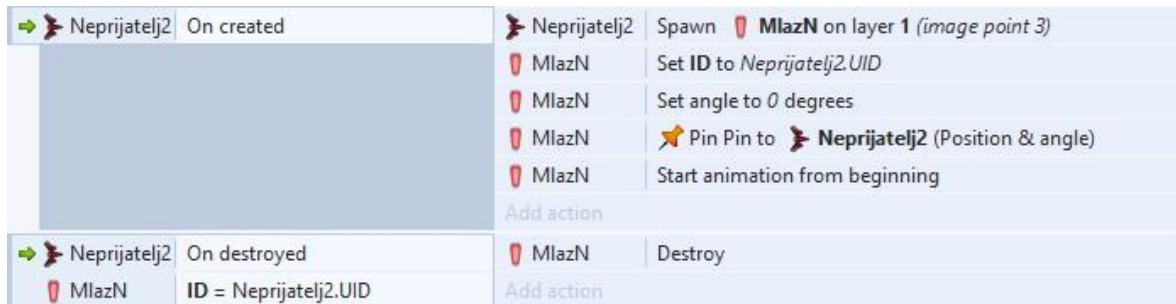 Neprijatelj2 On created Neprijatelj2 Spawn MlazN on layer 1 (image point 3)
MlazN Set ID to Neprijatelj2.UID
MlazN Set angle to 0 degrees
MlazN Pin Pin to Neprijatelj2 (Position & angle)
MlazN Start animation from beginning
Add action
Neprijatelj2 On destroyed MlazN Destroy
MlazN ID = Neprijatelj2.UID Add action